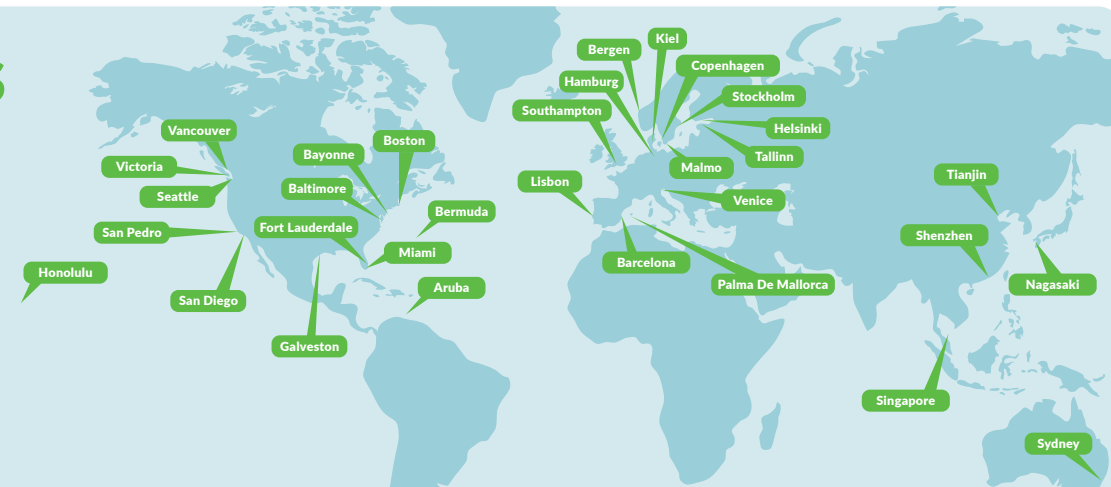 Kiel
Bergen
Copenhagen
Hamburg
Stockholm
Southampton
Helsinki
Vancouver
Boston
Bayonne
Tallinn
Victoria
Malmo
Tianjin
Lisbon
Baltimore
Seattle
Venice
Bermuda
Fort Lauderdale
San Pedro
Shenzhen
Miami
Barcelona
Honolulu
Palma De Mallorca
Nagasaki
Aruba
San Diego
Galveston
Singapore
Sydney